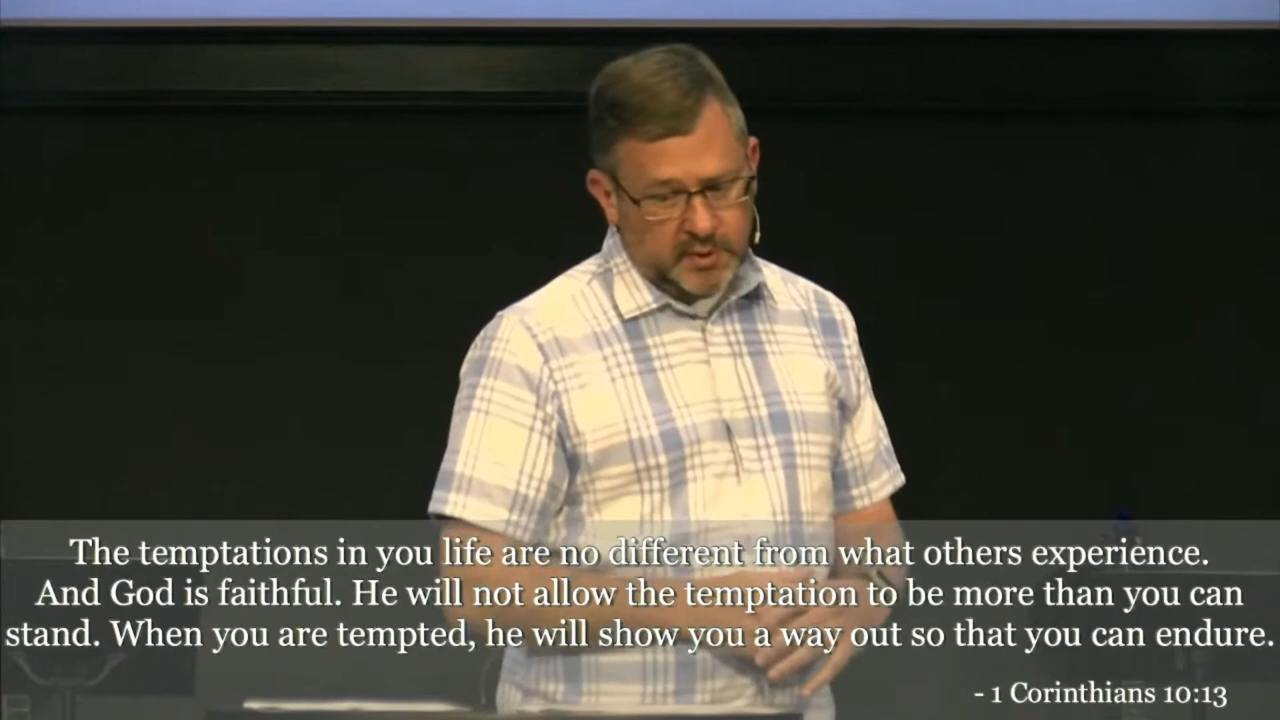 The temptations in you life are no different from what others experience.
And God is faithful. He will not allow the temptation to be more than you can
stand. When you are tempted, he will show you a way out so that you can endure.
- 1 Corinthians 10:13